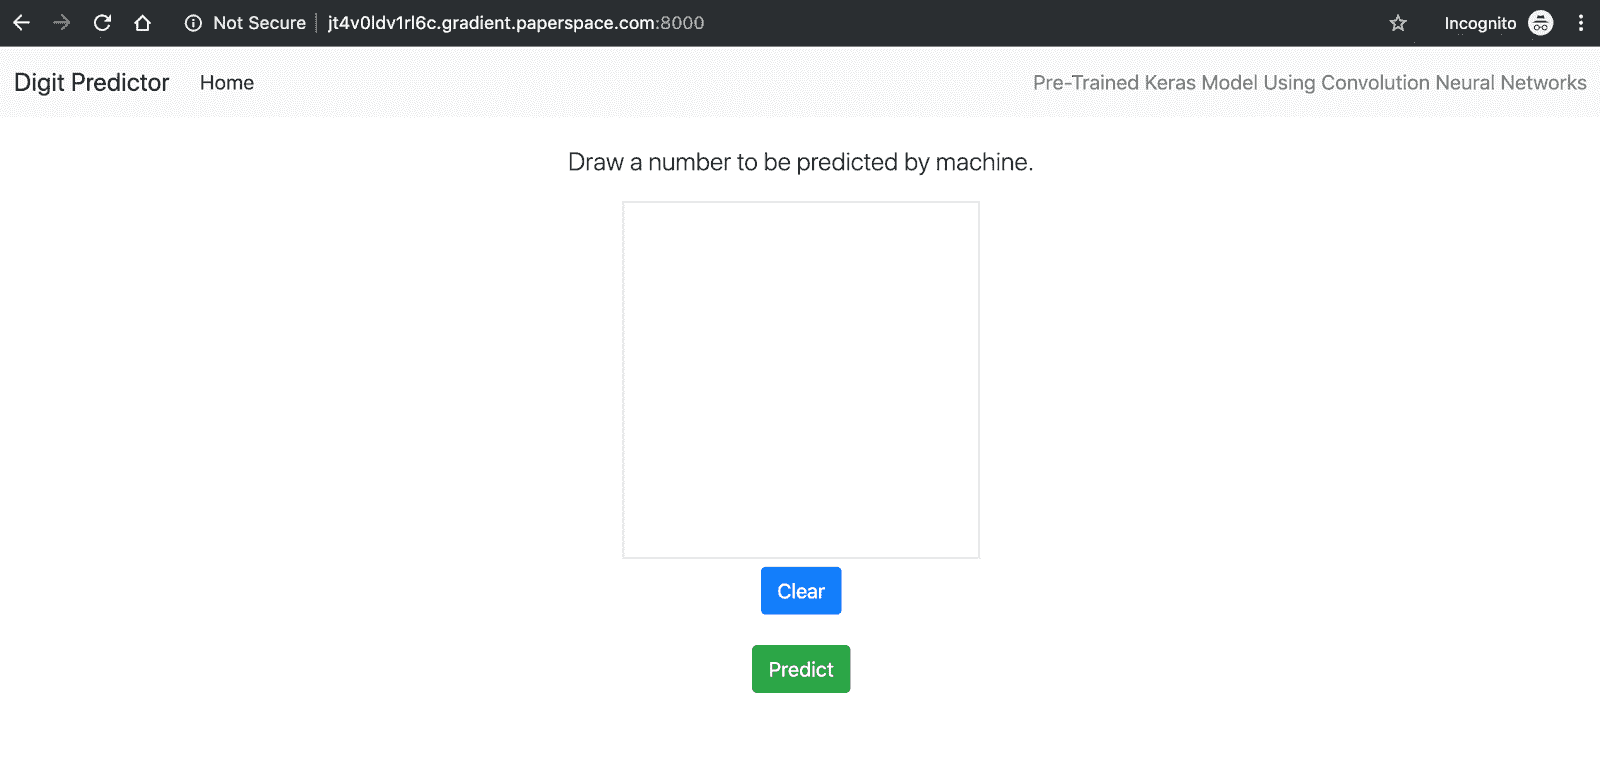 Not Secure jt4v0ldv1rl6c.gradient.paperspace.com:8000 Incognito
Digit Predictor Home Pre-Trained Keras Model Using Convolution Neural Networks
Draw a number to be predicted by machine.
Clear
Predict